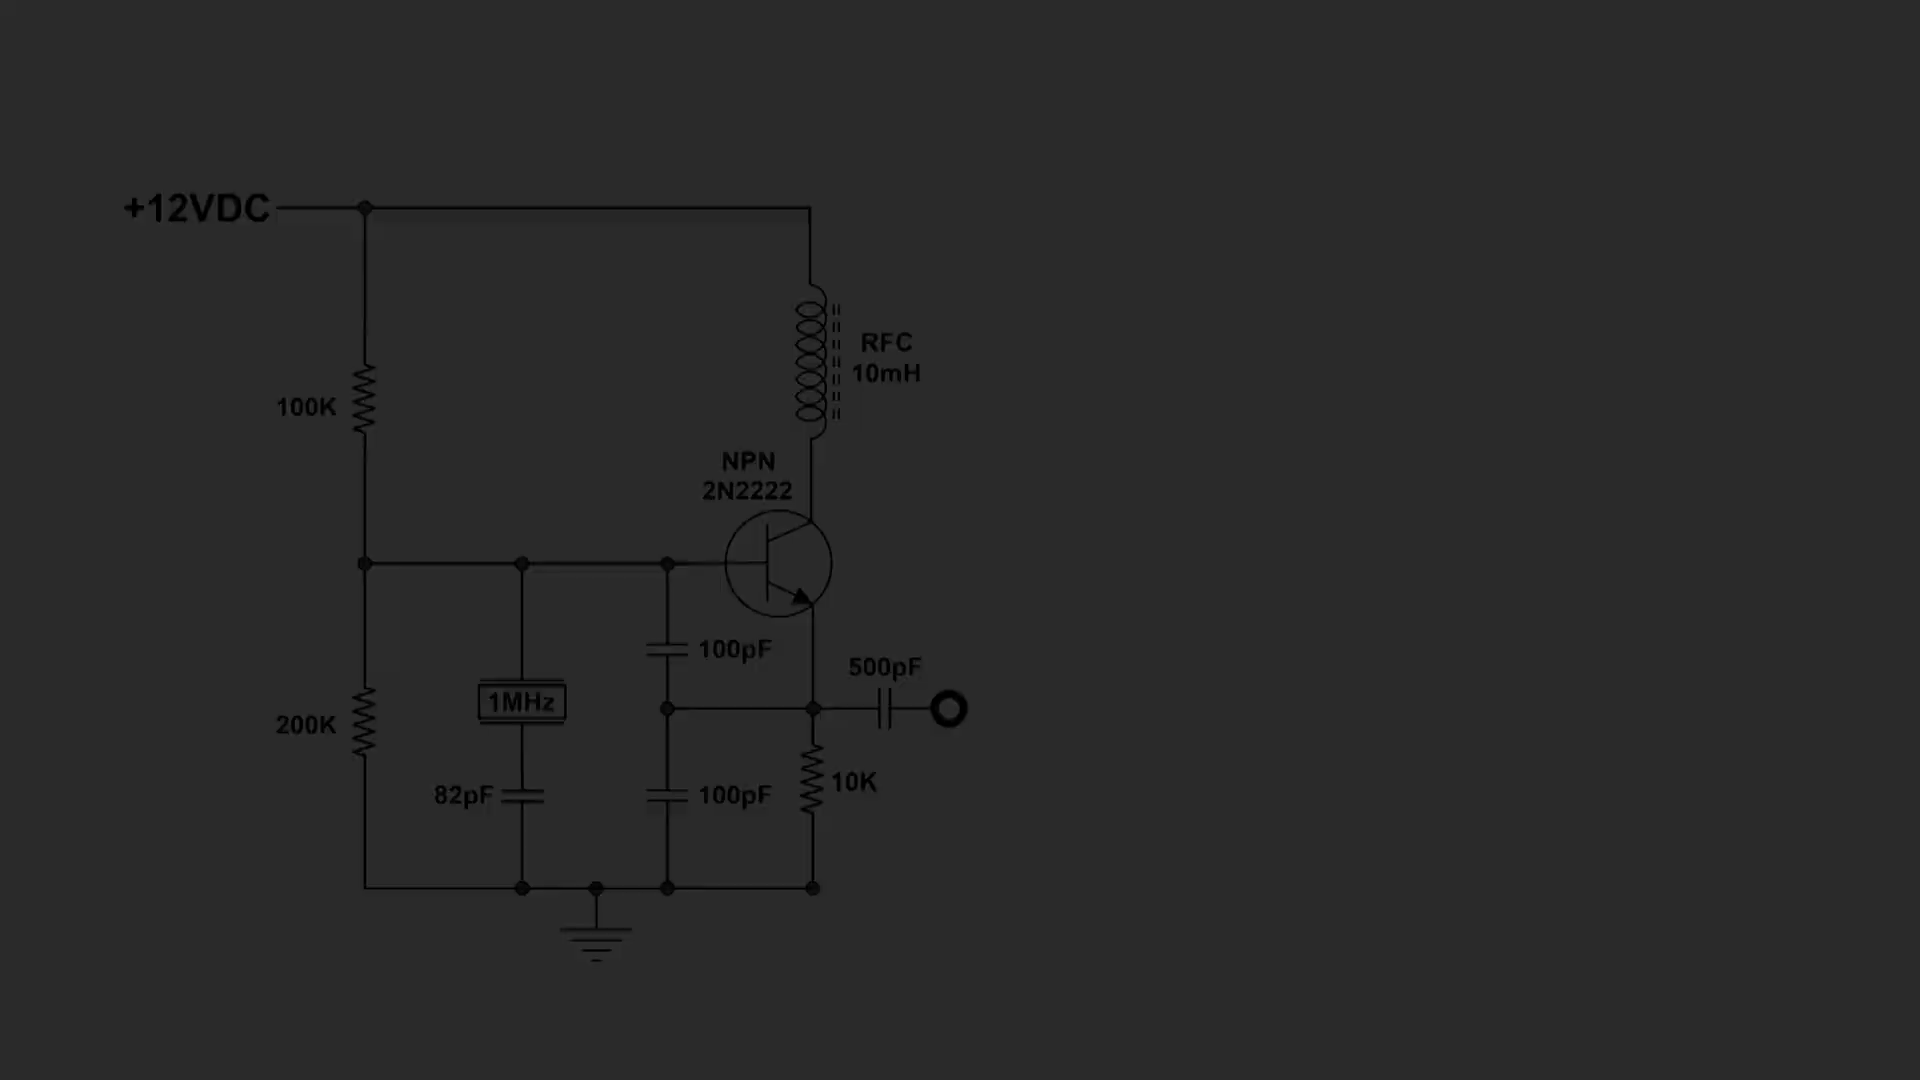 +12VDC
RFC
10mH
100K
NPN
2N2222
100pF
500pF
1MHz
200K
10K
82pF
100pF